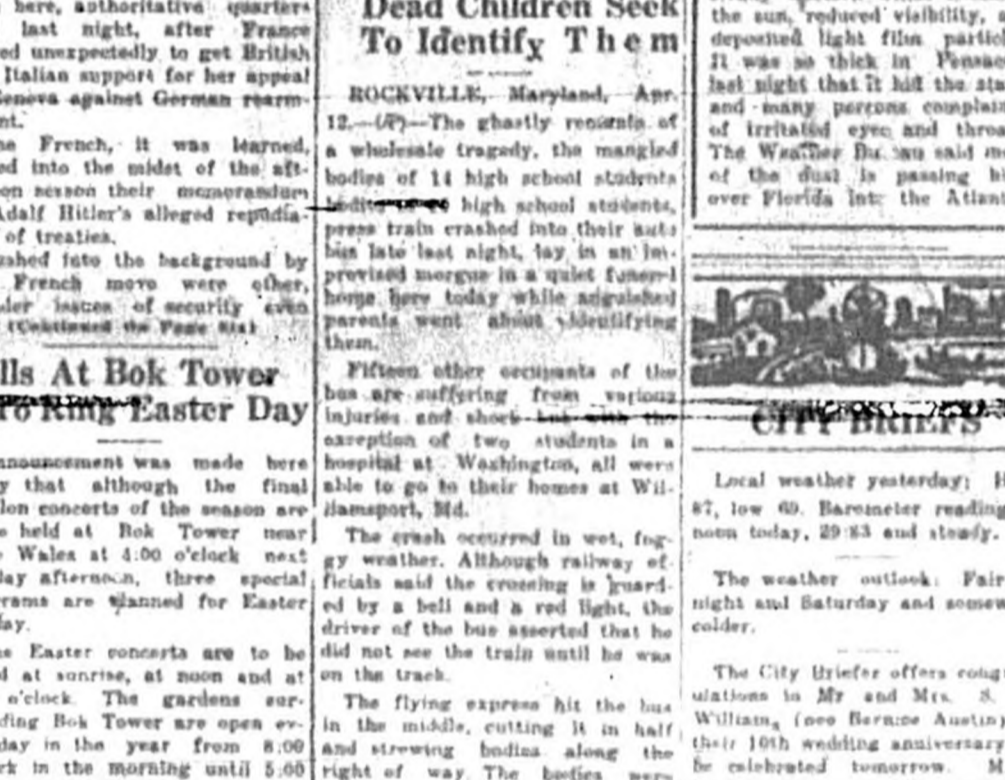 here, authoritative quarters
last night, after France
ed unexpectedly to get British
Italian support for her appeal
Geneva against German rearm-
nt.
e French, it was learned,
ed into the midst of the aft-
on session their memorandum
Adalf Hitler's alleged repudia-
of treaties.
shed into the background by
French move were other,
der issues of security even
(Continued On Page Six)
lls At Bok Tower
To Ring Easter Day
nnouncement was made here
y that although the final
lon concerts of the season are
held at Bok Tower near
Wales at 4:00 o'clock next
day afternoon, three special
rams are planned for Easter
ay.
e Easter concerts are to be
d at sunrise, at noon and at
o'clock. The gardens sur-
ding Bok Tower are open ev-
day in the year from 8:00
k in the morning until 5:00
Dead Children Seek
To Identify Them
ROCKVILLE, Maryland, Apr.
12.—(AP)—The ghastly remnants of
a wholesale tragedy, the mangled
bodies of 14 high school students
high school students,
press train crashed into their auto
bus late last night, lay in an im-
provised morgue in a quiet funeral
home here today while anguished
parents went about identifying
them.
Fifteen other occupants of the
bus are suffering from various
injuries and shock but with the
exception of two students in a
hospital at Washington, all were
able to go to their homes at Wil-
liamsport, Md.
The crash occurred in wet, fog-
gy weather. Although railway of-
ficials said the crossing is guard-
ed by a bell and a red light, the
driver of the bus asserted that he
did not see the train until he was
on the track.
The flying express hit the bus
in the middle, cutting it in half
and strewing bodies along the
right of way. The bodies were
the sun, reduced visibility,
deposited light film partic
It was so thick in Pensac
last night that it hid the sta
and many persons complain
of irritated eyes and throa
The Weather Bureau said m
of the dust is passing hi
over Florida into the Atlan
CITY BRIEFS
Local weather yesterday; H
87, low 69. Barometer reading
noon today, 29:83 and steady.
The weather outlook: Fair
night and Saturday and somew
colder.
The City Briefer offers cong
ulations to Mr and Mrs. S.
William, (nee Bernice Austin)
their 10th wedding anniversary
be celebrated tomorrow. M